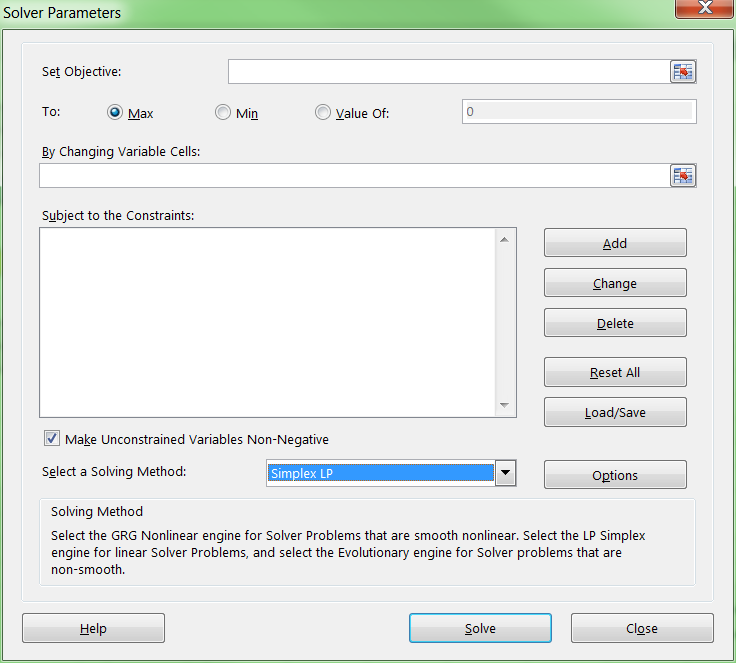 Solver Parameters
Set Objective:
To: Max Min Value Of: 0
By Changing Variable Cells:
Subject to the Constraints:
Add
Change
Delete
Reset All
Load/Save
Make Unconstrained Variables Non-Negative
Select a Solving Method: Simplex LP Options
Solving Method
Select the GRG Nonlinear engine for Solver Problems that are smooth nonlinear. Select the LP Simplex
engine for linear Solver Problems, and select the Evolutionary engine for Solver problems that are
non-smooth.
Help Solve Close